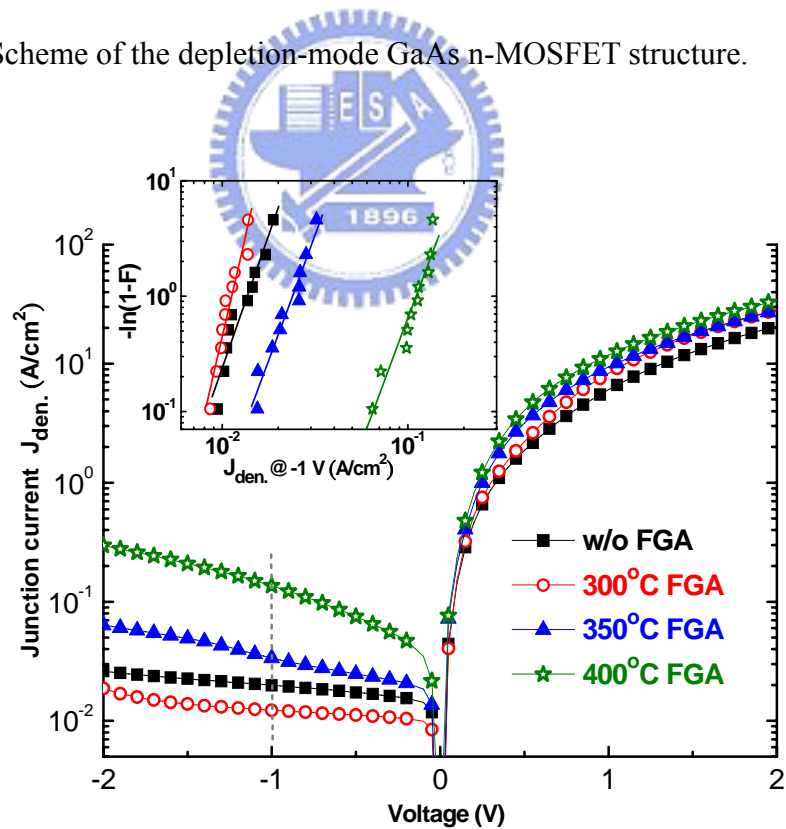 Scheme of the depletion-mode GaAs n-MOSFET structure.
E S A
1896
10^1
10^0
10^-1
-ln(1-F)
10^-2
10^-1
J_den. @ -1 V (A/cm^2)
10^2
10^1
10^0
10^-1
10^-2
Junction current J_den. (A/cm^2)
w/o FGA
300°C FGA
350°C FGA
400°C FGA
-2
-1
0
1
2
Voltage (V)